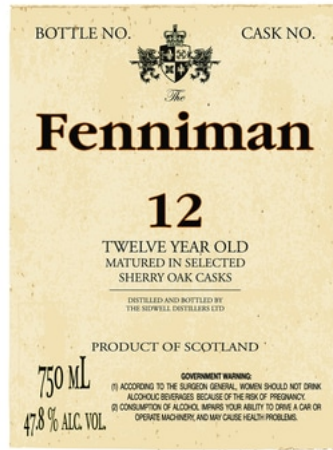 BOTTLE NO. CASK NO.
The
Fenniman
12
TWELVE YEAR OLD
MATURED IN SELECTED
SHERRY OAK CASKS
DISTILLED AND BOTTLED BY
THE SIDWELL DISTILLERS LTD
PRODUCT OF SCOTLAND
750 ML
47.8 % ALC. VOL.
GOVERNMENT WARNING:
(1) ACCORDING TO THE SURGEON GENERAL, WOMEN SHOULD NOT DRINK
ALCOHOLIC BEVERAGES BECAUSE OF THE RISK OF PREGNANCY.
(2) CONSUMPTION OF ALCOHOL IMPAIRS YOUR ABILITY TO DRIVE A CAR OR
OPERATE MACHINERY, AND MAY CAUSE HEALTH PROBLEMS.